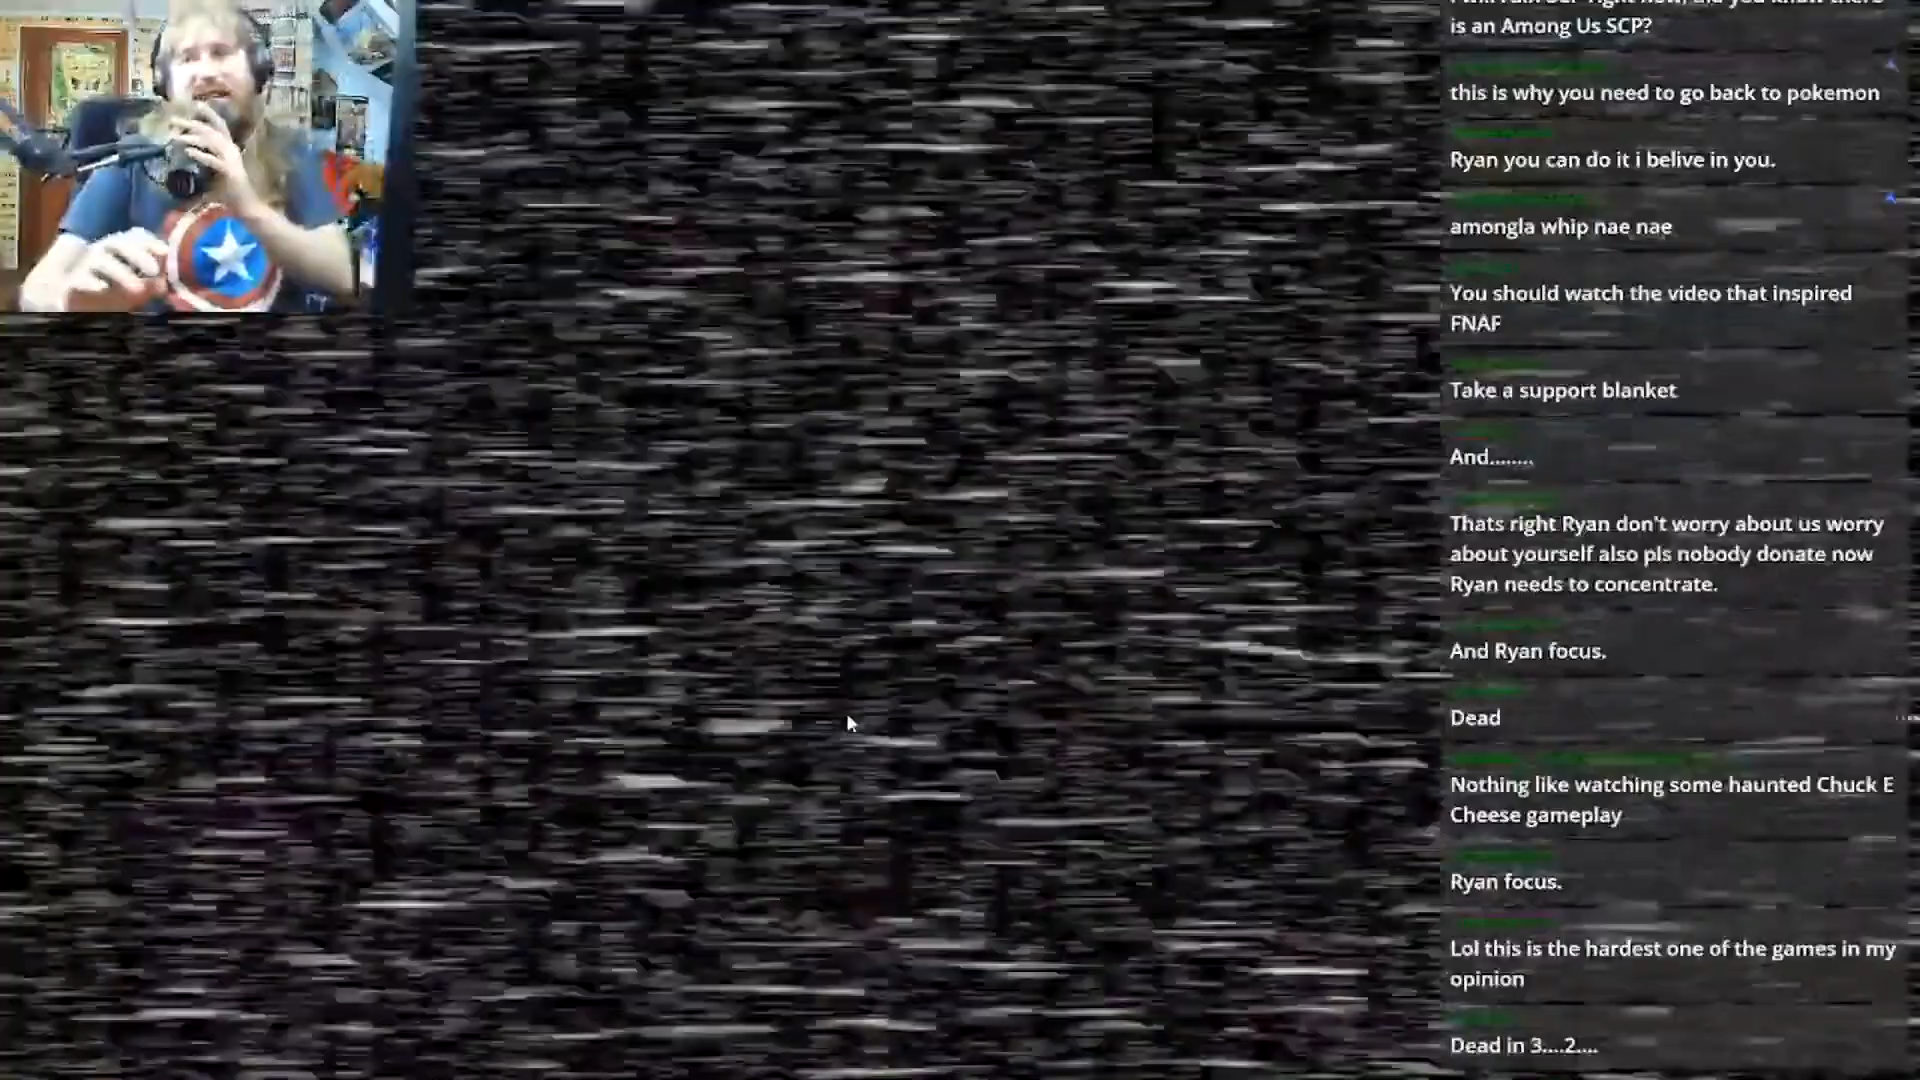 is an Among Us SCP?
this is why you need to go back to pokemon
Ryan you can do it i belive in you.
amongla whip nae nae
You should watch the video that inspired
FNAF
Take a support blanket
And........
Thats right Ryan don't worry about us worry
about yourself also pls nobody donate now
Ryan needs to concentrate.
And Ryan focus.
Dead
Nothing like watching some haunted Chuck E
Cheese gameplay
Ryan focus.
Lol this is the hardest one of the games in my
opinion
Dead in 3....2....